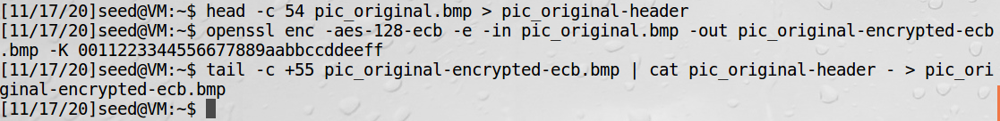 [11/17/20]seed@VM:~$ head -c 54 pic_original.bmp > pic_original-header
[11/17/20]seed@VM:~$ openssl enc -aes-128-ecb -e -in pic_original.bmp -out pic_original-encrypted-ecb
.bmp -K 00112233445566778​89aabbccddeeff
[11/17/20]seed@VM:~$ tail -c +55 pic_original-encrypted-ecb.bmp | cat pic_original-header - > pic_ori
ginal-encrypted-ecb.bmp
[11/17/20]seed@VM:~$